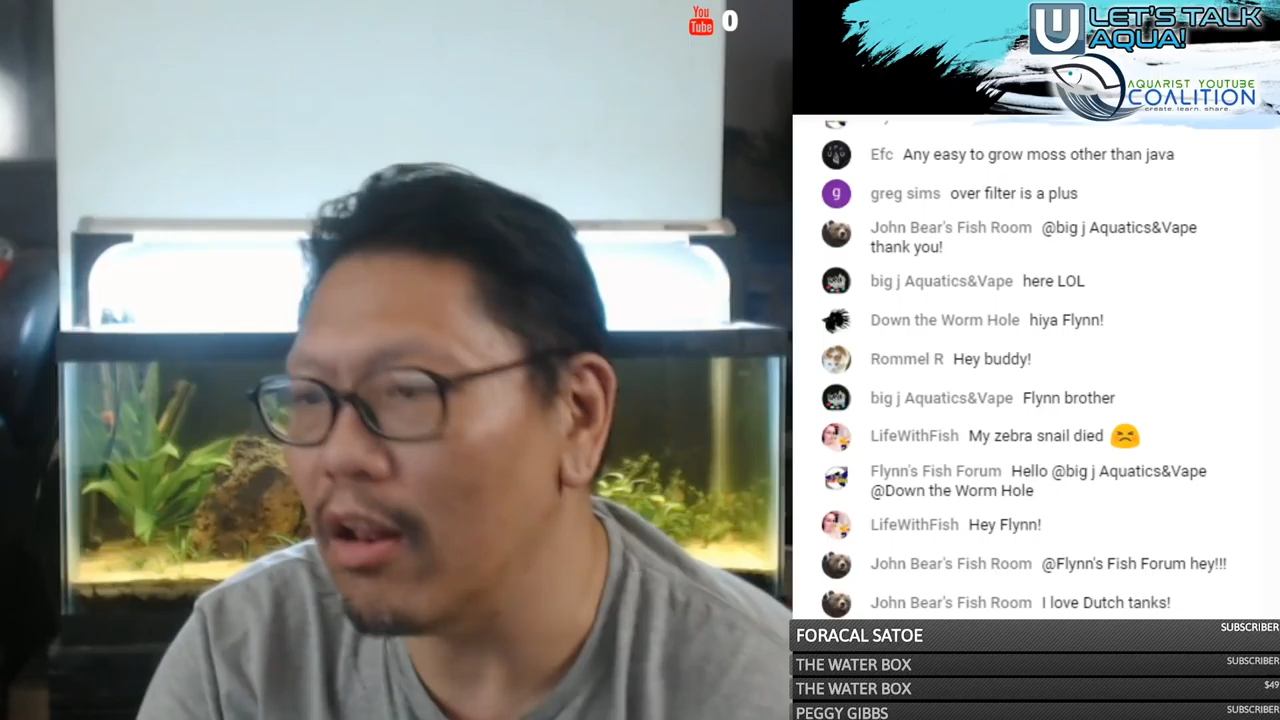 You
Tube 0
LET'S TALK
AQUA!
AQUARIST YOUTUBE
COALITION
create. learn. share.
Efc Any easy to grow moss other than java
g greg sims over filter is a plus
John Bear's Fish Room @big j Aquatics&Vape
thank you!
big j Aquatics&Vape here LOL
Down the Worm Hole hiya Flynn!
Rommel R Hey buddy!
big j Aquatics&Vape Flynn brother
LifeWithFish My zebra snail died 😣
Flynn's Fish Forum Hello @big j Aquatics&Vape
@Down the Worm Hole
LifeWithFish Hey Flynn!
John Bear's Fish Room @Flynn's Fish Forum hey!!!
John Bear's Fish Room I love Dutch tanks!
FORACAL SATOE SUBSCRIBER
THE WATER BOX SUBSCRIBER
THE WATER BOX $49
PEGGY GIBBS SUBSCRIBER